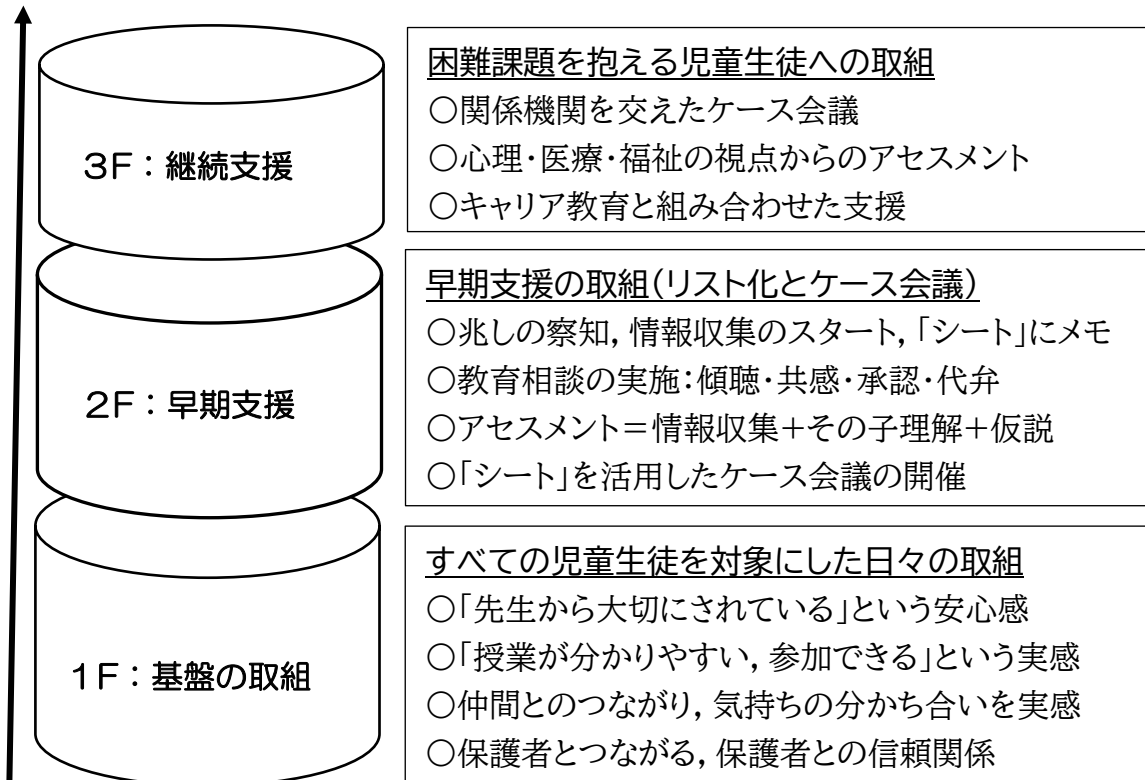 3F：継続支援
困難課題を抱える児童生徒への取組
○関係機関を交えたケース会議
○心理・医療・福祉の視点からのアセスメント
○キャリア教育と組み合わせた支援
2F：早期支援
早期支援の取組(リスト化とケース会議)
○兆しの察知,情報収集のスタート,「シート」にメモ
○教育相談の実施:傾聴・共感・承認・代弁
○アセスメント＝情報収集＋その子理解＋仮説
○「シート」を活用したケース会議の開催
1F：基盤の取組
すべての児童生徒を対象にした日々の取組
○「先生から大切にされている」という安心感
○「授業が分かりやすい,参加できる」という実感
○仲間とのつながり,気持ちの分かち合いを実感
○保護者とつながる,保護者との信頼関係